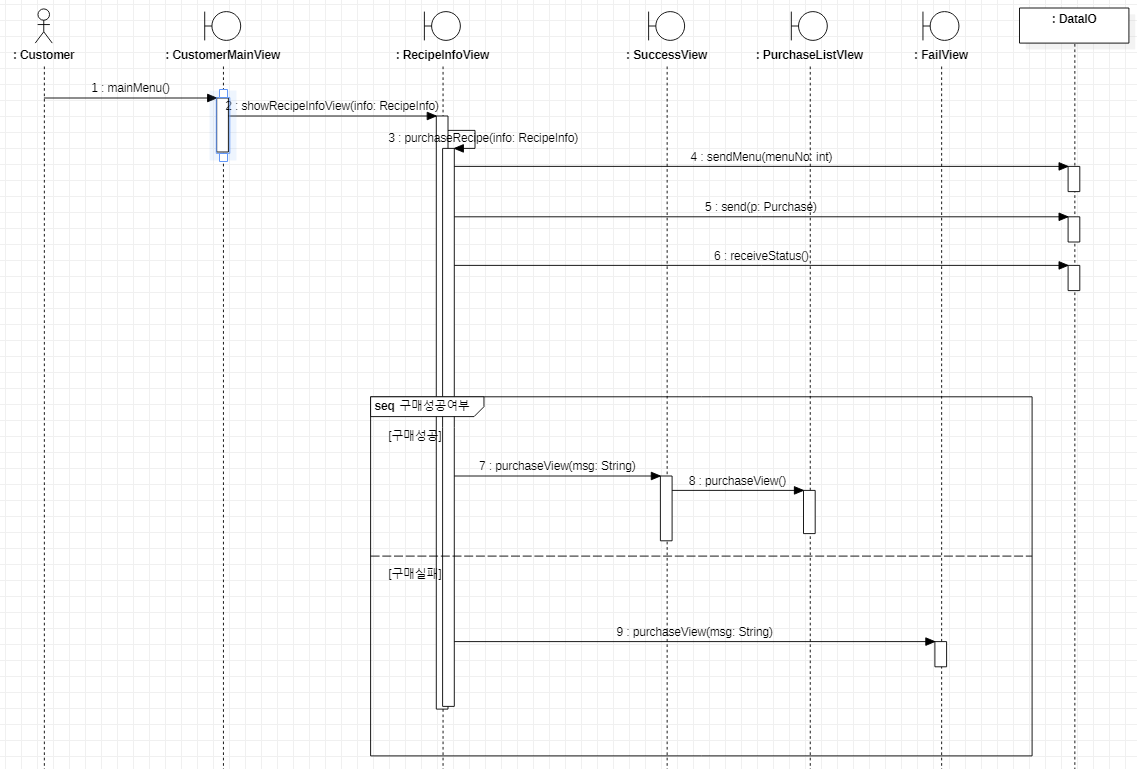 : Customer
: CustomerMainView
: RecipeInfoView
: SuccessView
: PurchaseListVIew
: FailView
: DataIO
1 : mainMenu()
2 : showRecipeInfoView(info: RecipeInfo)
3 : purchaseRecipe(info: RecipeInfo)
4 : sendMenu(menuNo: int)
5 : send(p: Purchase)
6 : receiveStatus()
seq 구매성공여부
[구매성공]
7 : purchaseView(msg: String)
8 : purchaseView()
[구매실패]
9 : purchaseView(msg: String)